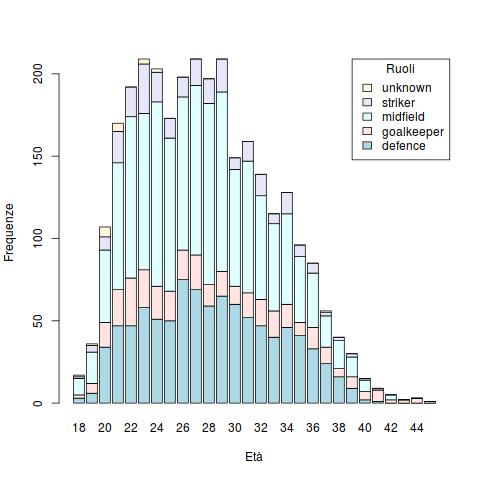 Ruoli
unknown
striker
midfield
goalkeeper
defence
Frequenze
200
150
100
50
0
18 20 22 24 26 28 30 32 34 36 38 40 42 44
Età